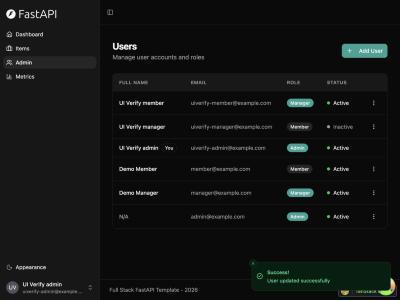 FastAPI
Dashboard
Items
Admin
Metrics
Appearance
UV
UI Verify admin
uiverify-admin@example....
Users
Manage user accounts and roles
+ Add User
FULL NAME EMAIL ROLE STATUS
UI Verify member uiverify-member@example.com Manager Active
UI Verify manager uiverify-manager@example.com Member Inactive
UI Verify admin You uiverify-admin@example.com Admin Active
Demo Member member@example.com Member Active
Demo Manager manager@example.com Manager Active
N/A admin@example.com Admin Active
Full Stack FastAPI Template - 2026
Success!
User updated successfully